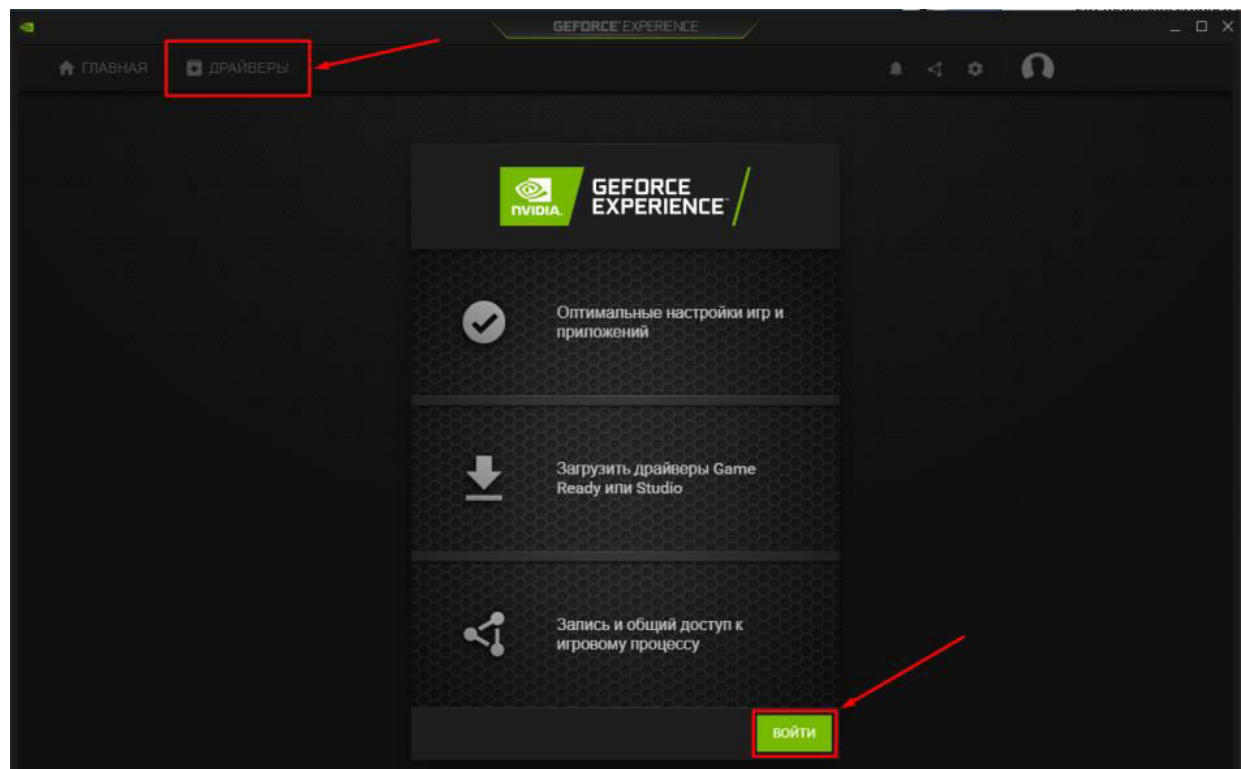 GEFORCE EXPERIENCE
ГЛАВНАЯ
ДРАЙВЕРЫ
NVIDIA.
GEFORCE
EXPERIENCE
Оптимальные настройки игр и
приложений
Загрузить драйверы Game
Ready или Studio
Запись и общий доступ к
игровому процессу
ВОЙТИ